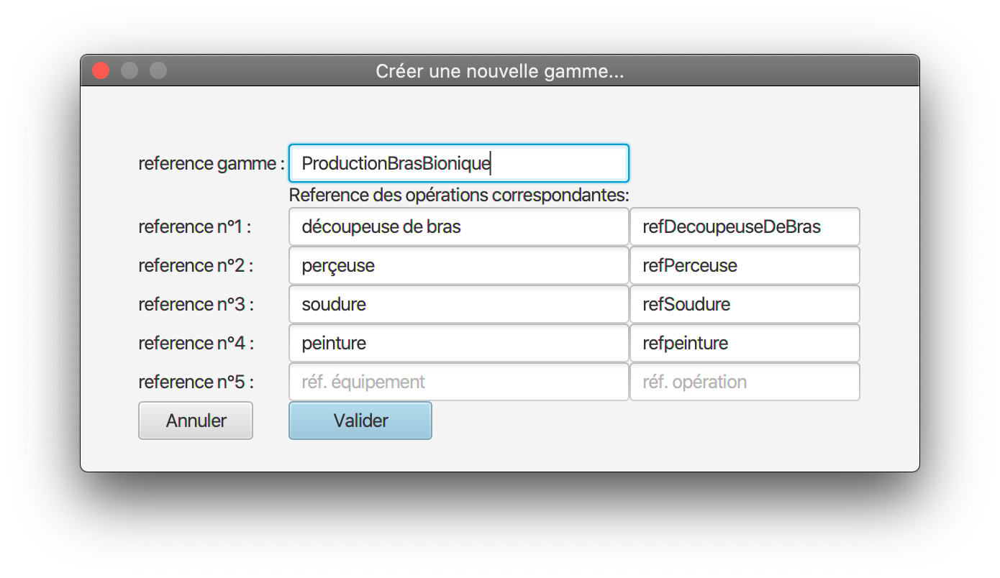 Créer une nouvelle gamme...
reference gamme : ProductionBrasBionique
Reference des opérations correspondantes:
reference n°1 : découpeuse de bras refDecoupeuseDeBras
reference n°2 : perçeuse refPerceuse
reference n°3 : soudure refSoudure
reference n°4 : peinture refpeinture
reference n°5 : réf. équipement réf. opération
Annuler Valider